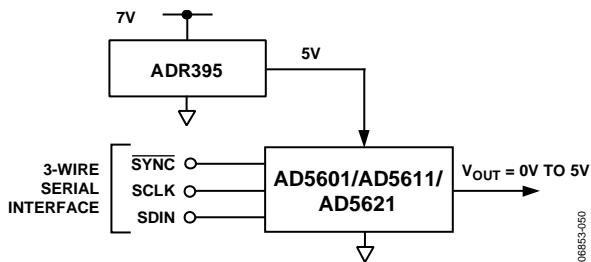 7V
ADR395
5V
3-WIRE
SERIAL
INTERFACE
SYNC
SCLK
SDIN
AD5601/AD5611/
AD5621
VOUT = 0V TO 5V
06853-050